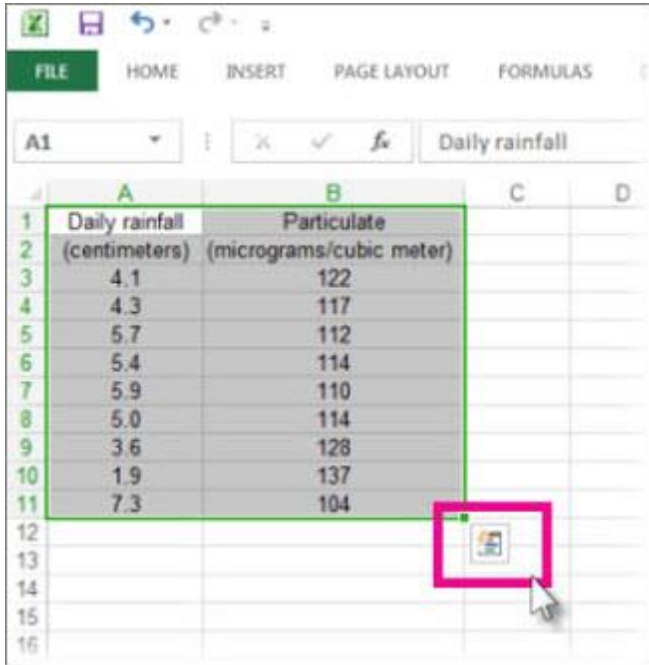 FILE HOME INSERT PAGE LAYOUT FORMULAS
A1 fx Daily rainfall
A B C D
1 Daily rainfall Particulate
2 (centimeters) (micrograms/cubic meter)
3 4.1 122
4 4.3 117
5 5.7 112
6 5.4 114
7 5.9 110
8 5.0 114
9 3.6 128
10 1.9 137
11 7.3 104
12
13
14
15
16